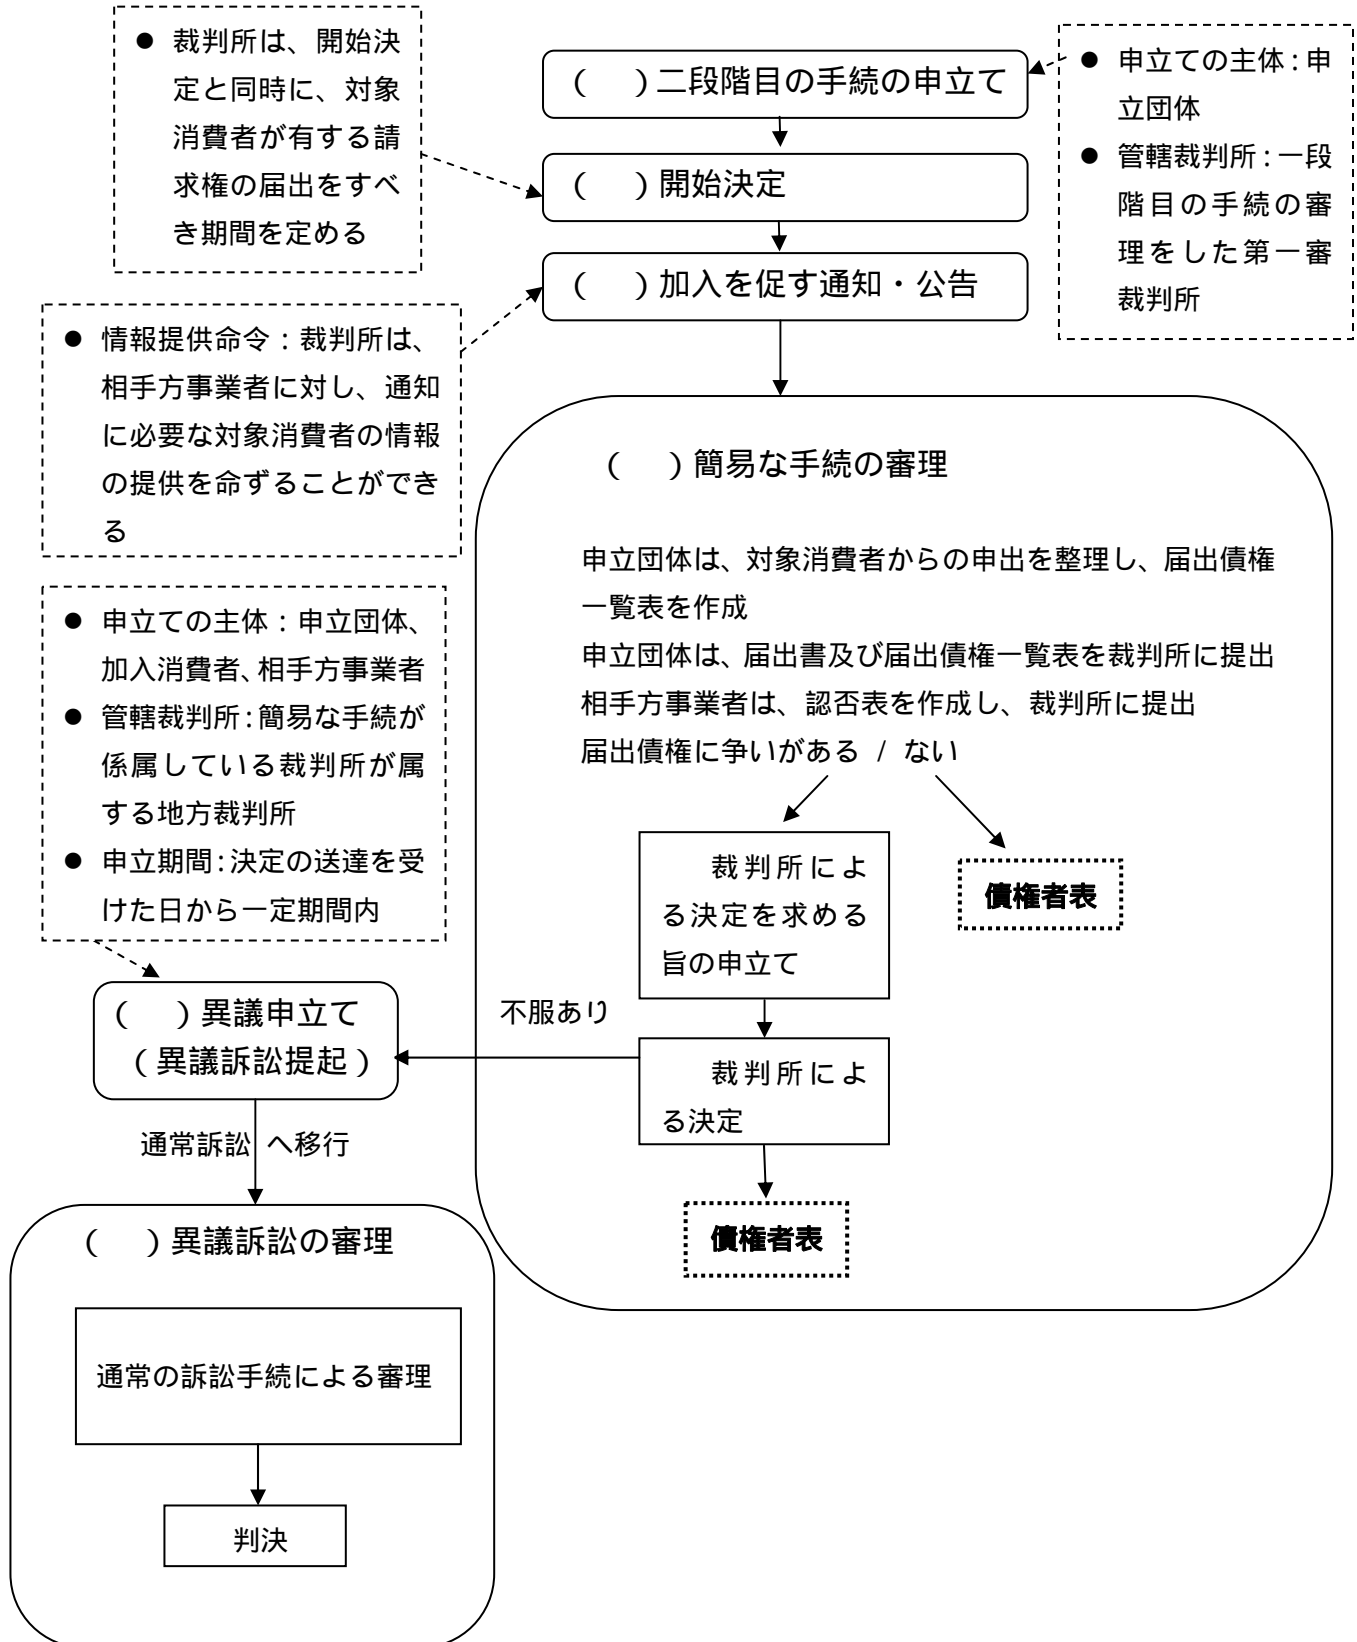 ● 裁判所は、開始決
定と同時に、対象
消費者が有する請
求権の届出をすべ
き期間を定める
(　)二段階目の手続の申立て
● 申立ての主体：申
立団体
● 管轄裁判所：一段
階目の手続の審
理をした第一審
裁判所
(　)開始決定
(　)加入を促す通知・公告
● 情報提供命令：裁判所は、
相手方事業者に対し、通知
に必要な対象消費者の情報
の提供を命ずることができ
る
(　)簡易な手続の審理
申立団体は、対象消費者からの申出を整理し、届出債権
一覧表を作成
申立団体は、届出書及び届出債権一覧表を裁判所に提出
相手方事業者は、認否表を作成し、裁判所に提出
届出債権に争いがある / ない
● 申立ての主体：申立団体、
加入消費者、相手方事業者
● 管轄裁判所：簡易な手続が
係属している裁判所が属
する地方裁判所
● 申立期間：決定の送達を受
けた日から一定期間内
裁判所によ
る決定を求める
旨の申立て
債権者表
不服あり
(　)異議申立て
(異議訴訟提起)
裁判所によ
る決定
通常訴訟 へ移行
債権者表
(　)異議訴訟の審理
通常の訴訟手続による審理
判決